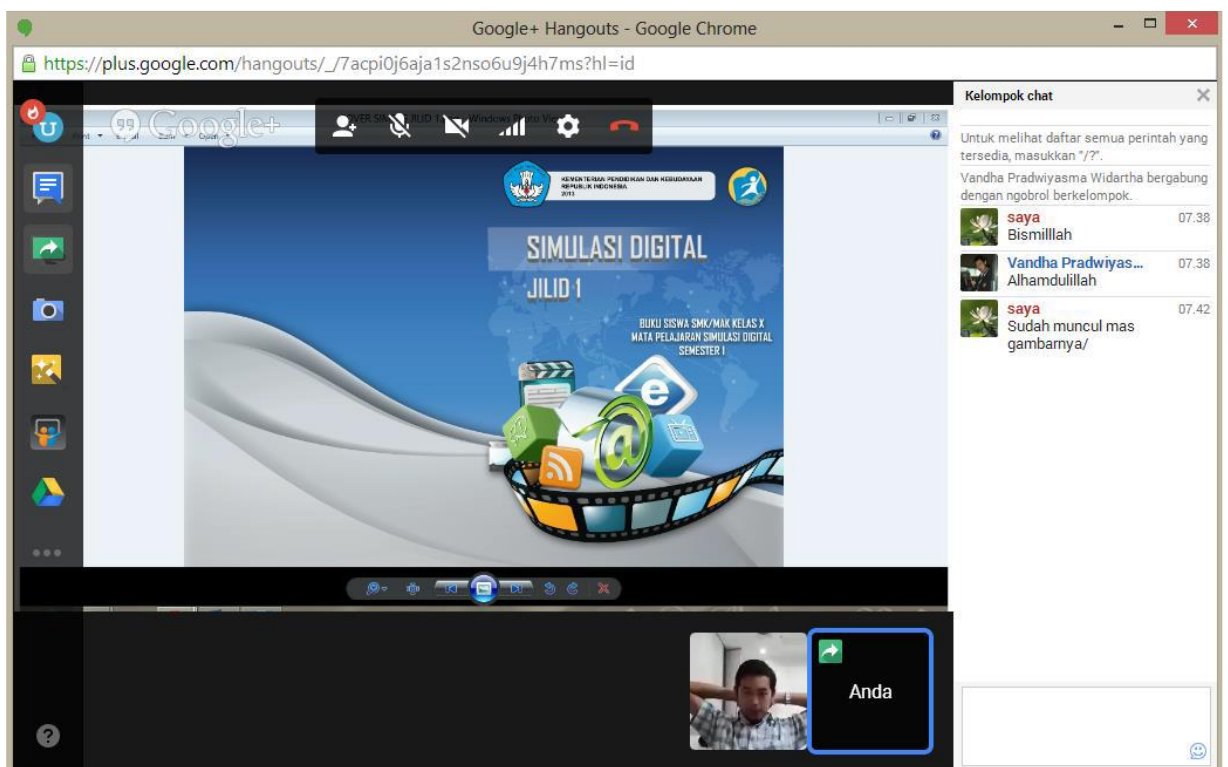 Google+ Hangouts - Google Chrome
https://plus.google.com/hangouts/_/7acpi0j6aja1s2nso6u9j4h7ms?hl=id
Google+
KEMENTERIAN PENDIDIKAN DAN KEBUDAYAAN
REPUBLIK INDONESIA
2013
SIMULASI DIGITAL
JILID 1
BUKU SISWA SMK/MAK KELAS X
MATA PELAJARAN SIMULASI DIGITAL
SEMESTER I
Anda
Kelompok chat
Untuk melihat daftar semua perintah yang
tersedia, masukkan "/?".
Vandha Pradwiyasma Widartha bergabung
dengan ngobrol berkelompok.
saya 07.38
Bismilllah
Vandha Pradwiyas... 07.38
Alhamdulillah
saya 07.42
Sudah muncul mas
gambarnya/